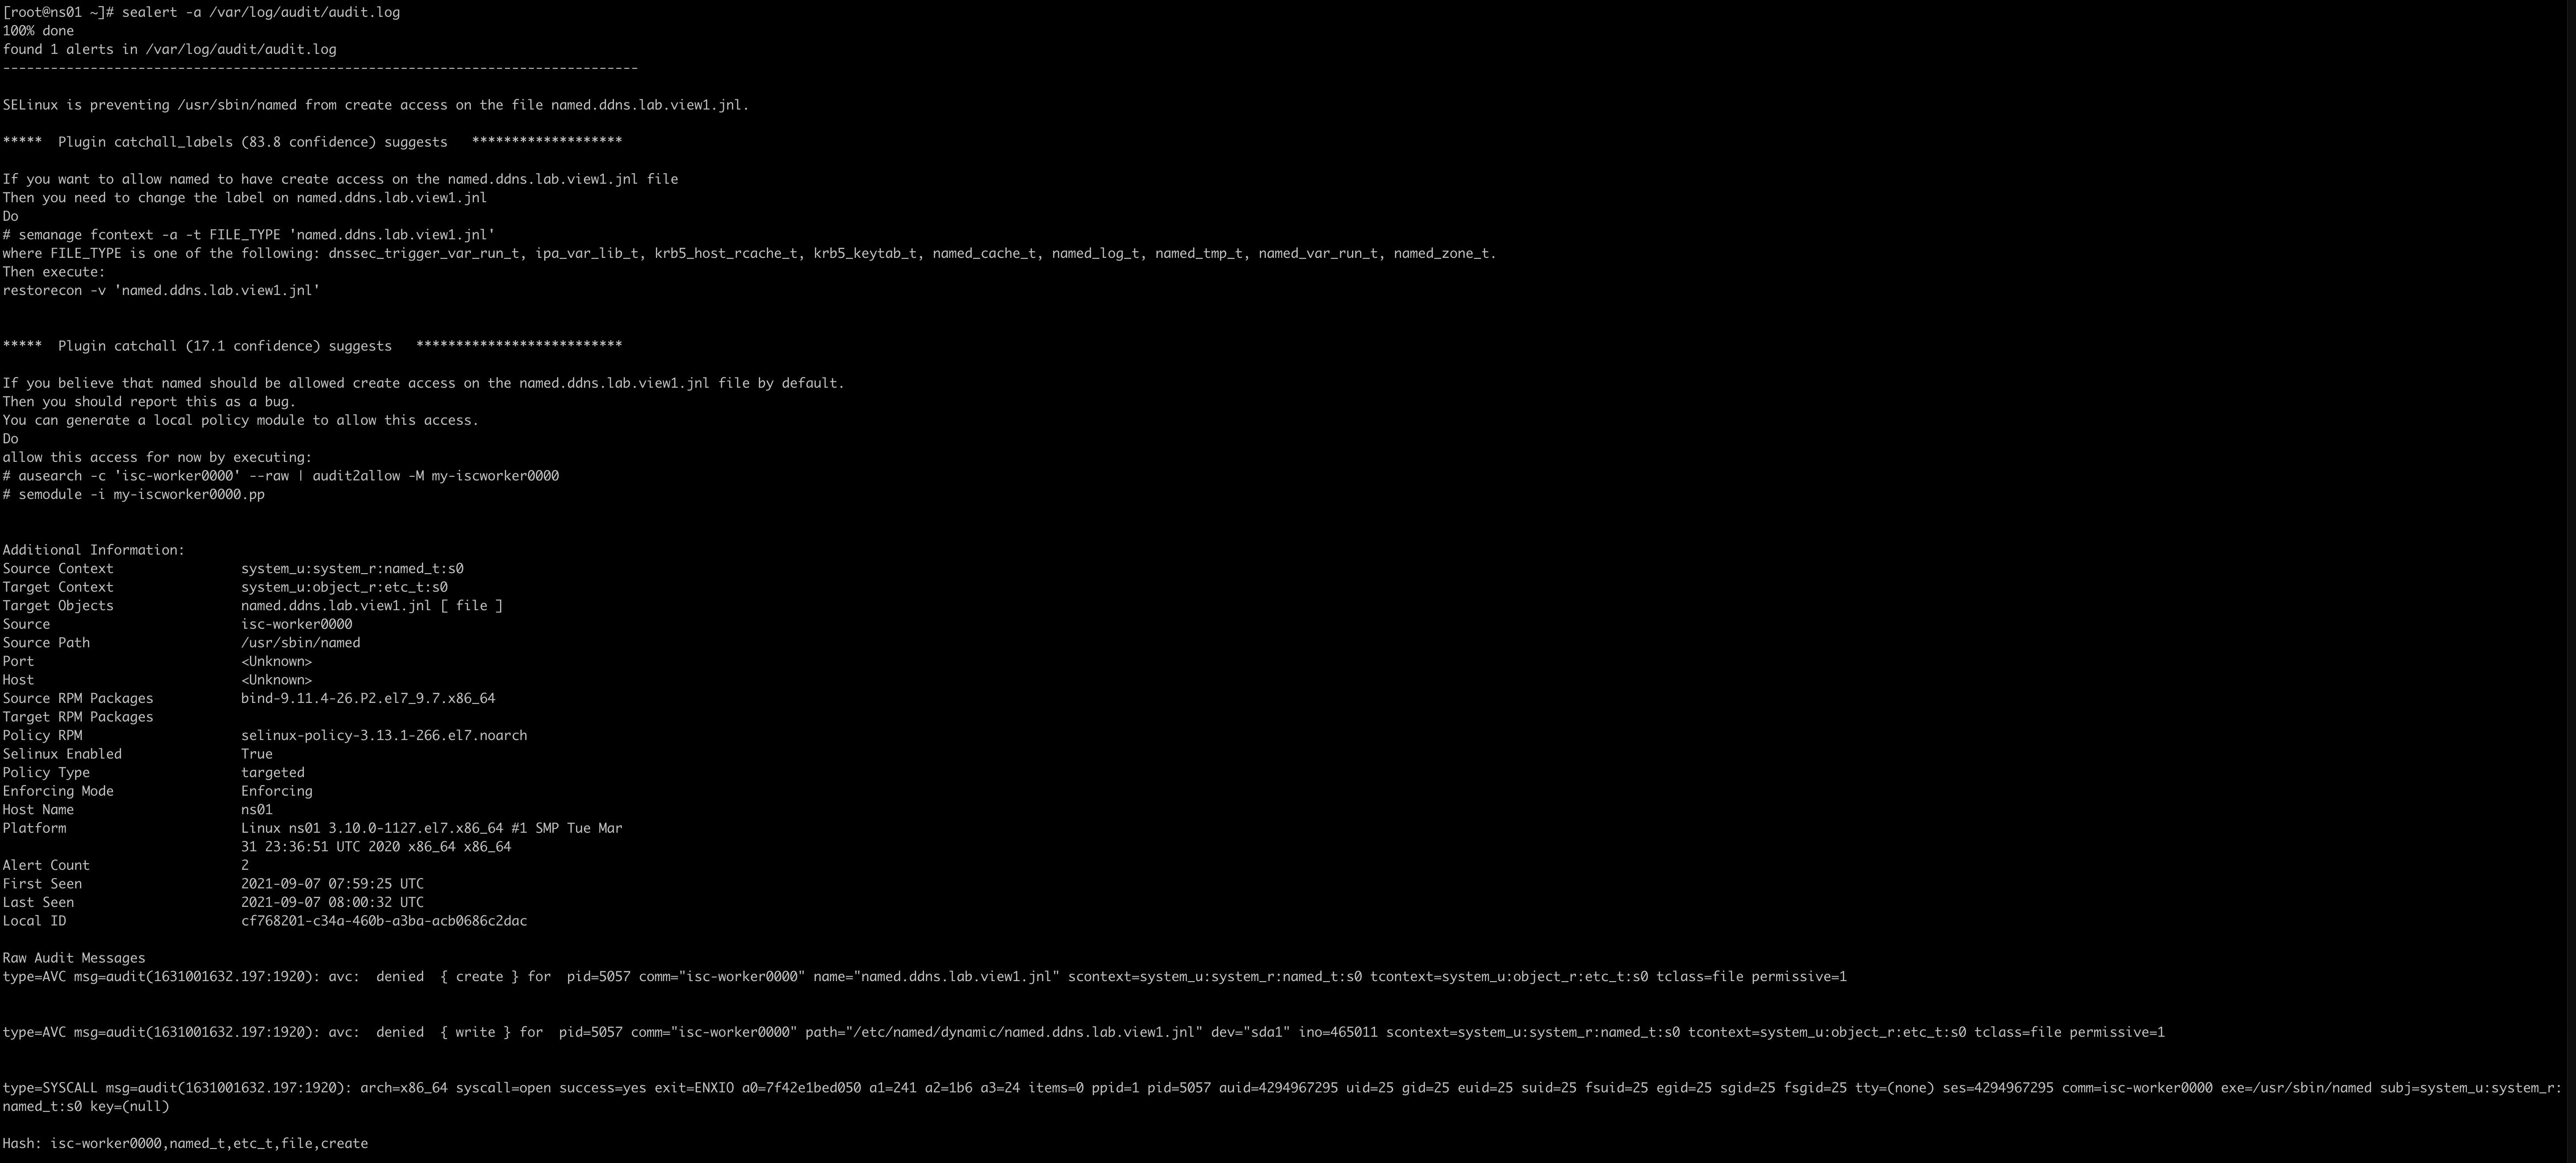 [root@ns01 ~]# sealert -a /var/log/audit/audit.log
100% done
found 1 alerts in /var/log/audit/audit.log
--------------------------------------------------------------------------------
SELinux is preventing /usr/sbin/named from create access on the file named.ddns.lab.view1.jnl.
*****  Plugin catchall_labels (83.8 confidence) suggests   *******************
If you want to allow named to have create access on the named.ddns.lab.view1.jnl file
Then you need to change the label on named.ddns.lab.view1.jnl
Do
# semanage fcontext -a -t FILE_TYPE 'named.ddns.lab.view1.jnl'
where FILE_TYPE is one of the following: dnssec_trigger_var_run_t, ipa_var_lib_t, krb5_host_rcache_t, krb5_keytab_t, named_cache_t, named_log_t, named_tmp_t, named_var_run_t, named_zone_t.
Then execute:
restorecon -v 'named.ddns.lab.view1.jnl'
*****  Plugin catchall (17.1 confidence) suggests   **************************
If you believe that named should be allowed create access on the named.ddns.lab.view1.jnl file by default.
Then you should report this as a bug.
You can generate a local policy module to allow this access.
Do
allow this access for now by executing:
# ausearch -c 'isc-worker0000' --raw | audit2allow -M my-iscworker0000
# semodule -i my-iscworker0000.pp
Additional Information:
Source Context                system_u:system_r:named_t:s0
Target Context                system_u:object_r:etc_t:s0
Target Objects                named.ddns.lab.view1.jnl [ file ]
Source                        isc-worker0000
Source Path                   /usr/sbin/named
Port                          <Unknown>
Host                          <Unknown>
Source RPM Packages           bind-9.11.4-26.P2.el7_9.7.x86_64
Target RPM Packages
Policy RPM                    selinux-policy-3.13.1-266.el7.noarch
Selinux Enabled               True
Policy Type                   targeted
Enforcing Mode                Enforcing
Host Name                     ns01
Platform                      Linux ns01 3.10.0-1127.el7.x86_64 #1 SMP Tue Mar
                              31 23:36:51 UTC 2020 x86_64 x86_64
Alert Count                   2
First Seen                    2021-09-07 07:59:25 UTC
Last Seen                     2021-09-07 08:00:32 UTC
Local ID                      cf768201-c34a-460b-a3ba-acb0686c2dac
Raw Audit Messages
type=AVC msg=audit(1631001632.197:1920): avc:  denied  { create } for  pid=5057 comm="isc-worker0000" name="named.ddns.lab.view1.jnl" scontext=system_u:system_r:named_t:s0 tcontext=system_u:object_r:etc_t:s0 tclass=file permissive=1
type=AVC msg=audit(1631001632.197:1920): avc:  denied  { write } for  pid=5057 comm="isc-worker0000" path="/etc/named/dynamic/named.ddns.lab.view1.jnl" dev="sda1" ino=465011 scontext=system_u:system_r:named_t:s0 tcontext=system_u:object_r:etc_t:s0 tclass=file permissive=1
type=SYSCALL msg=audit(1631001632.197:1920): arch=x86_64 syscall=open success=yes exit=ENXIO a0=7f42e1bed050 a1=241 a2=1b6 a3=24 items=0 ppid=1 pid=5057 auid=4294967295 uid=25 gid=25 euid=25 suid=25 fsuid=25 egid=25 sgid=25 fsgid=25 tty=(none) ses=4294967295 comm=isc-worker0000 exe=/usr/sbin/named subj=system_u:system_r:
named_t:s0 key=(null)
Hash: isc-worker0000,named_t,etc_t,file,create